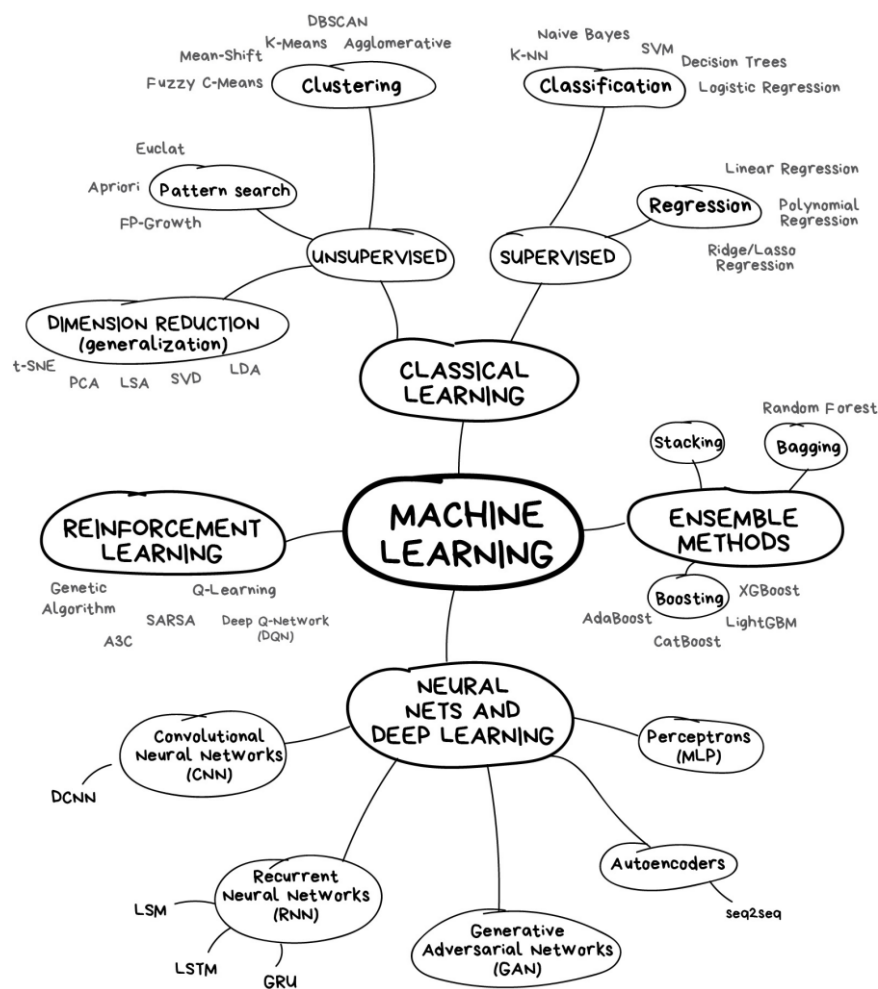 DBSCAN
Mean-Shift
K-Means
Agglomerative
Fuzzy C-Means
Clustering
Naive Bayes
K-NN
SVM
Decision Trees
Classification
Logistic Regression
Euclat
Apriori
Pattern search
FP-Growth
Linear Regression
Regression
Polynomial
Regression
Ridge/Lasso
Regression
UNSUPERVISED
SUPERVISED
DIMENSION REDUCTION
(generalization)
t-SNE
PCA
LSA
SVD
LDA
CLASSICAL
LEARNING
Random Forest
Stacking
Bagging
REINFORCEMENT
LEARNING
MACHINE
LEARNING
ENSEMBLE
METHODS
Genetic
Algorithm
Q-Learning
SARSA
Deep Q-Network
(DQN)
A3C
Boosting
XGBoost
AdaBoost
LightGBM
CatBoost
NEURAL
NETS AND
DEEP LEARNING
Convolutional
Neural Networks
(CNN)
DCNN
Perceptrons
(MLP)
Recurrent
Neural Networks
(RNN)
LSM
LSTM
GRU
Generative
Adversarial Networks
(GAN)
Autoencoders
seq2seq